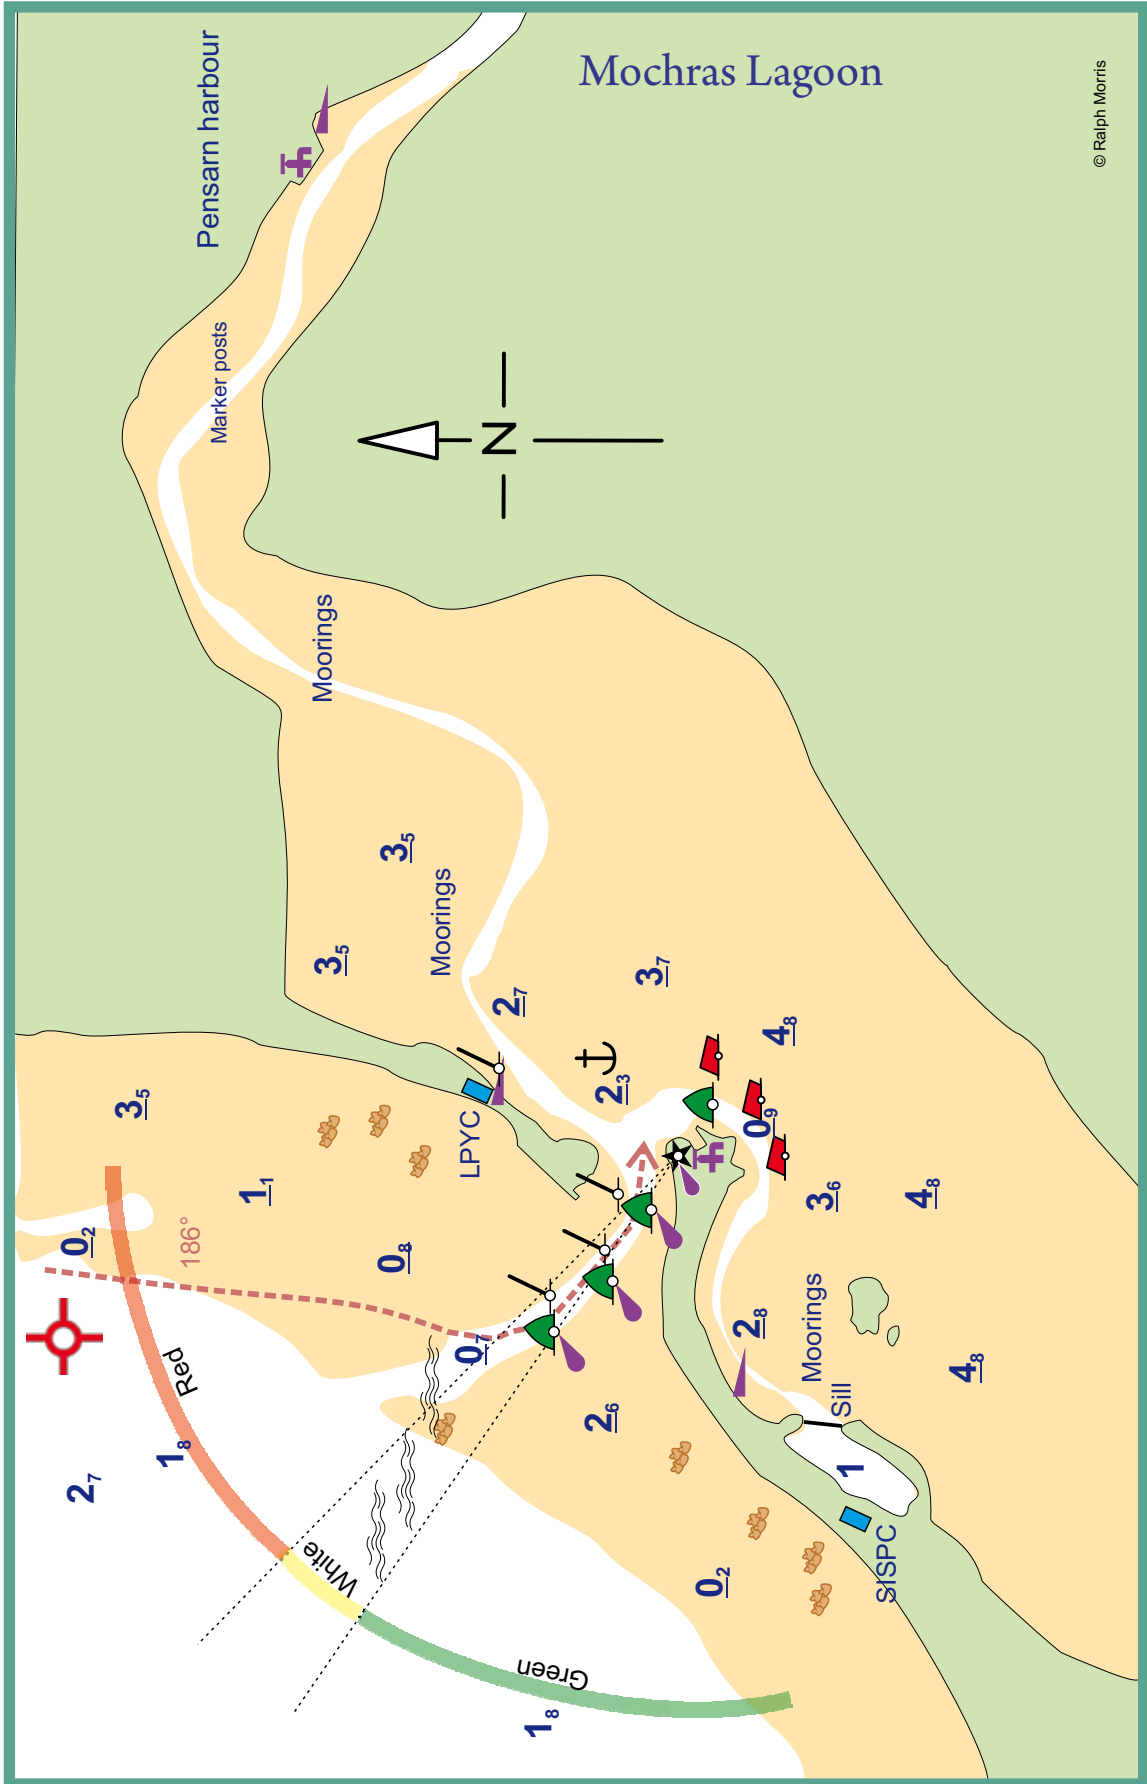 Mochras Lagoon
© Ralph Morris
Pensarn harbour
Marker posts
N
Moorings
3₅
Moorings
3₅
2₇
3₇
4₈
2₃
LPYC
3₅
1₁
0₂
186°
0₈
0₇
0₉
3₆
4₈
2₈
Moorings
Sill
4₈
1
2₆
Red
1₈
2₇
White
SISPC
0₂
Green
1₈